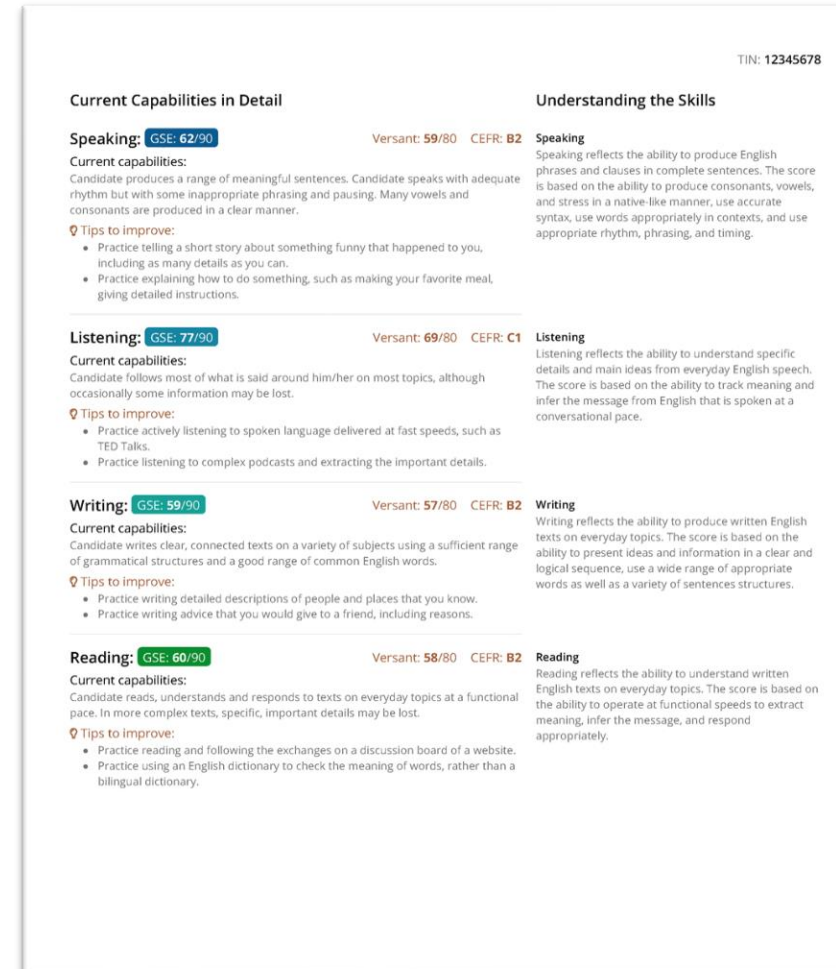 TIN: 12345678
Current Capabilities in Detail
Speaking: GSE: 62/90 Versant: 59/80 CEFR: B2
Current capabilities:
Candidate produces a range of meaningful sentences. Candidate speaks with adequate
rhythm but with some inappropriate phrasing and pausing. Many vowels and
consonants are produced in a clear manner.
Tips to improve:
• Practice telling a short story about something funny that happened to you,
including as many details as you can.
• Practice explaining how to do something, such as making your favorite meal,
giving detailed instructions.
Listening: GSE: 77/90 Versant: 69/80 CEFR: C1
Current capabilities:
Candidate follows most of what is said around him/her on most topics, although
occasionally some information may be lost.
Tips to improve:
• Practice actively listening to spoken language delivered at fast speeds, such as
TED Talks.
• Practice listening to complex podcasts and extracting the important details.
Writing: GSE: 59/90 Versant: 57/80 CEFR: B2
Current capabilities:
Candidate writes clear, connected texts on a variety of subjects using a sufficient range
of grammatical structures and a good range of common English words.
Tips to improve:
• Practice writing detailed descriptions of people and places that you know.
• Practice writing advice that you would give to a friend, including reasons.
Reading: GSE: 60/90 Versant: 58/80 CEFR: B2
Current capabilities:
Candidate reads, understands and responds to texts on everyday topics at a functional
pace. In more complex texts, specific, important details may be lost.
Tips to improve:
• Practice reading and following the exchanges on a discussion board of a website.
• Practice using an English dictionary to check the meaning of words, rather than a
bilingual dictionary.
Understanding the Skills
Speaking
Speaking reflects the ability to produce English
phrases and clauses in complete sentences. The score
is based on the ability to produce consonants, vowels,
and stress in a native-like manner, use accurate
syntax, use words appropriately in contexts, and use
appropriate rhythm, phrasing, and timing.
Listening
Listening reflects the ability to understand specific
details and main ideas from everyday English speech.
The score is based on the ability to track meaning and
infer the message from English that is spoken at a
conversational pace.
Writing
Writing reflects the ability to produce written English
texts on everyday topics. The score is based on the
ability to present ideas and information in a clear and
logical sequence, use a wide range of appropriate
words as well as a variety of sentences structures.
Reading
Reading reflects the ability to understand written
English texts on everyday topics. The score is based on
the ability to operate at functional speeds to extract
meaning, infer the message, and respond
appropriately.